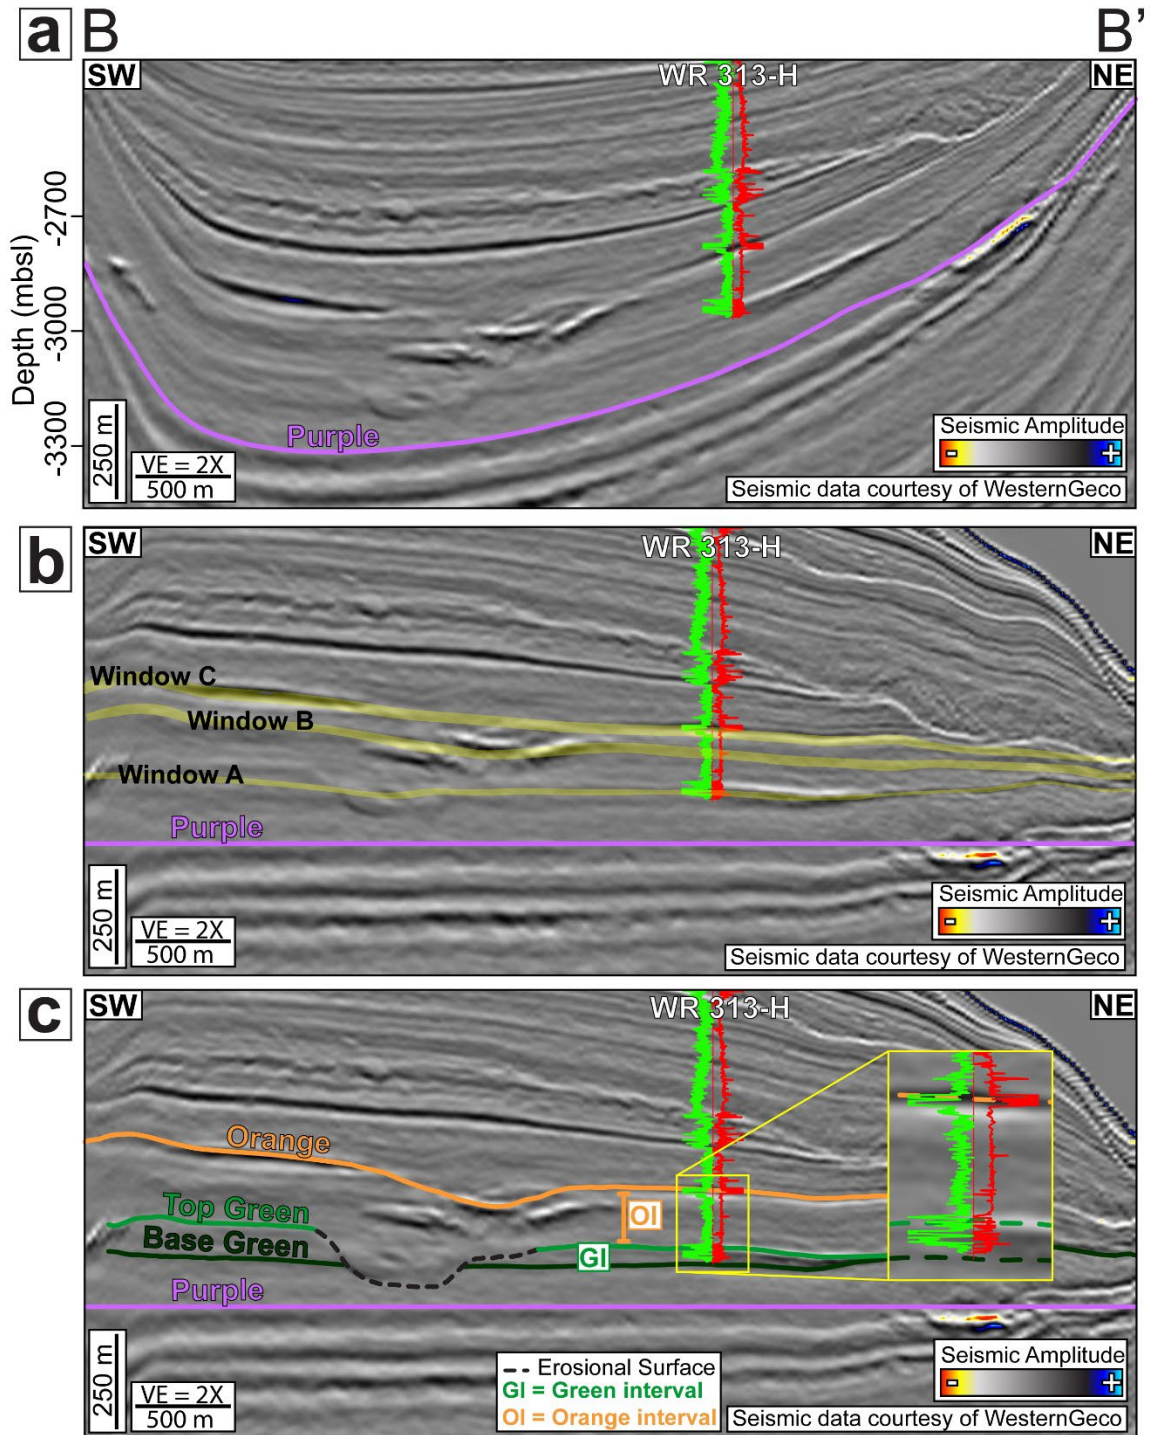 a B B’
SW WR 313-H NE
Depth (mbsl)
-2700
-3000
-3300
Purple
250 m
VE = 2X
500 m
Seismic Amplitude
- +
Seismic data courtesy of WesternGeco
b SW WR 313-H NE
Window C
Window B
Window A
Purple
250 m
VE = 2X
500 m
Seismic Amplitude
- +
Seismic data courtesy of WesternGeco
c SW WR 313-H NE
Orange
Top Green
OI
Base Green
GI
Purple
250 m
VE = 2X
500 m
Erosional Surface
GI = Green interval
OI = Orange interval
Seismic Amplitude
- +
Seismic data courtesy of WesternGeco